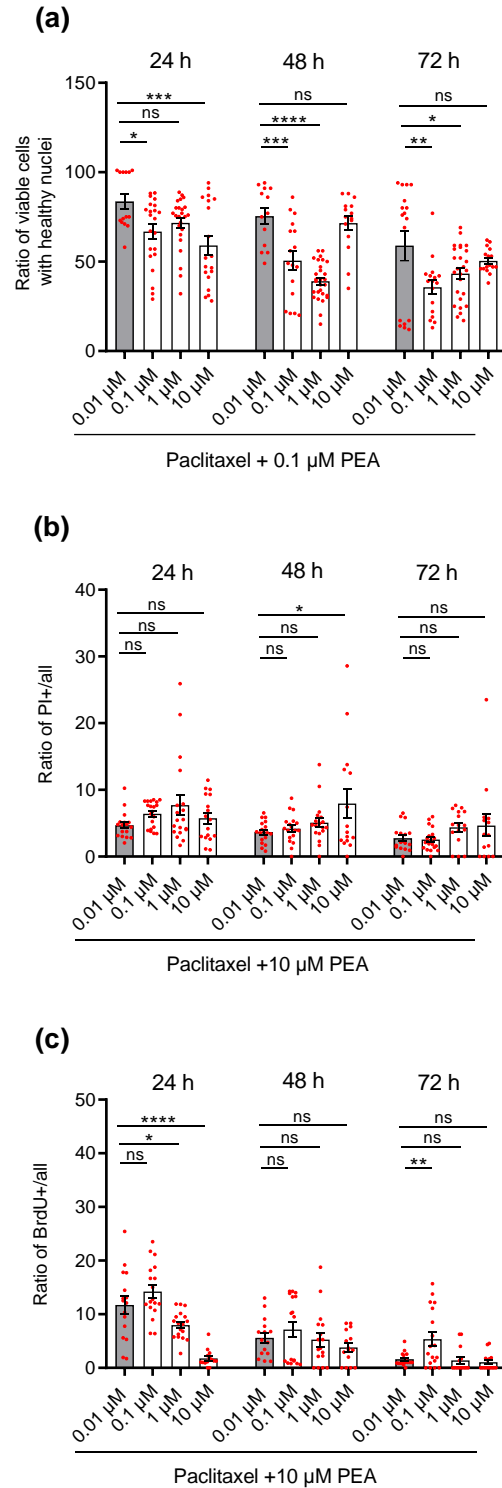 (a)
24 h
48 h
72 h
Ratio of viable cells
with healthy nuclei
150
100
50
0
***
ns
*
ns
****
***
ns
*
**
0.01 µM
0.1 µM
1 µM
10 µM
0.01 µM
0.1 µM
1 µM
10 µM
0.01 µM
0.1 µM
1 µM
10 µM
Paclitaxel + 0.1 µM PEA
(b)
24 h
48 h
72 h
Ratio of PI+/all
40
30
20
10
0
ns
ns
ns
*
ns
ns
ns
ns
ns
0.01 µM
0.1 µM
1 µM
10 µM
0.01 µM
0.1 µM
1 µM
10 µM
0.01 µM
0.1 µM
1 µM
10 µM
Paclitaxel +10 µM PEA
(c)
24 h
48 h
72 h
Ratio of BrdU+/all
50
40
30
20
10
0
****
*
ns
ns
ns
ns
ns
ns
**
0.01 µM
0.1 µM
1 µM
10 µM
0.01 µM
0.1 µM
1 µM
10 µM
0.01 µM
0.1 µM
1 µM
10 µM
Paclitaxel +10 µM PEA